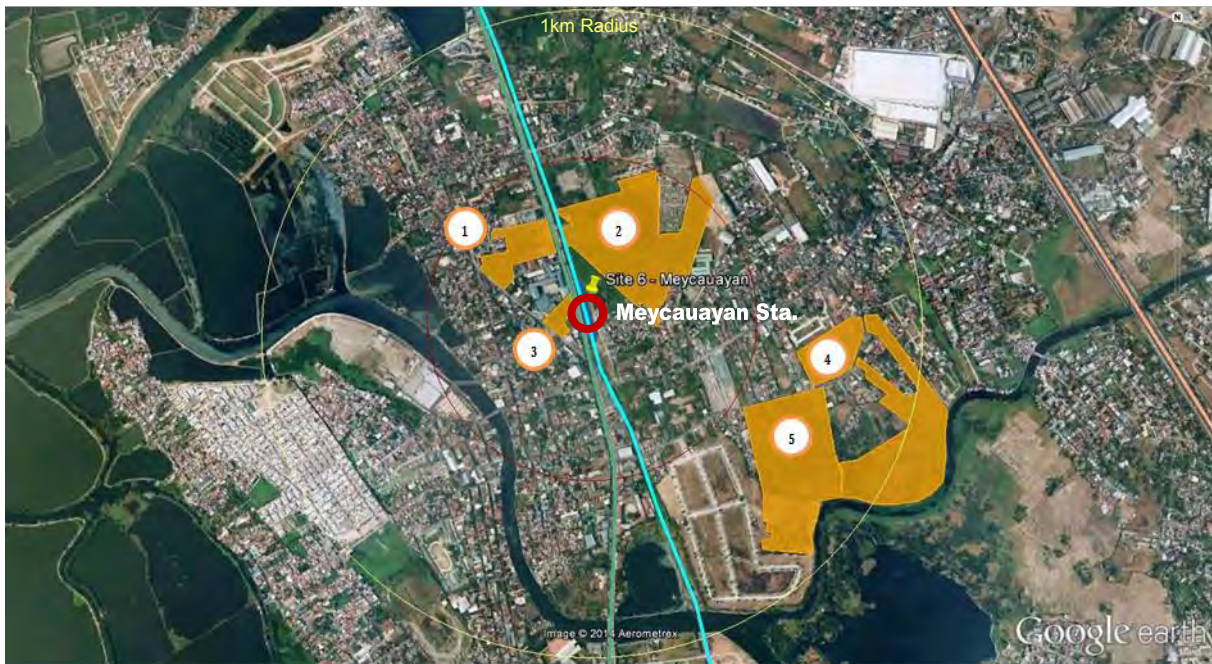 1km Radius
N
1
2
Site 6 - Meycauayan
Meycauayan Sta.
3
4
5
Image © 2014 Aerometrex
Google earth